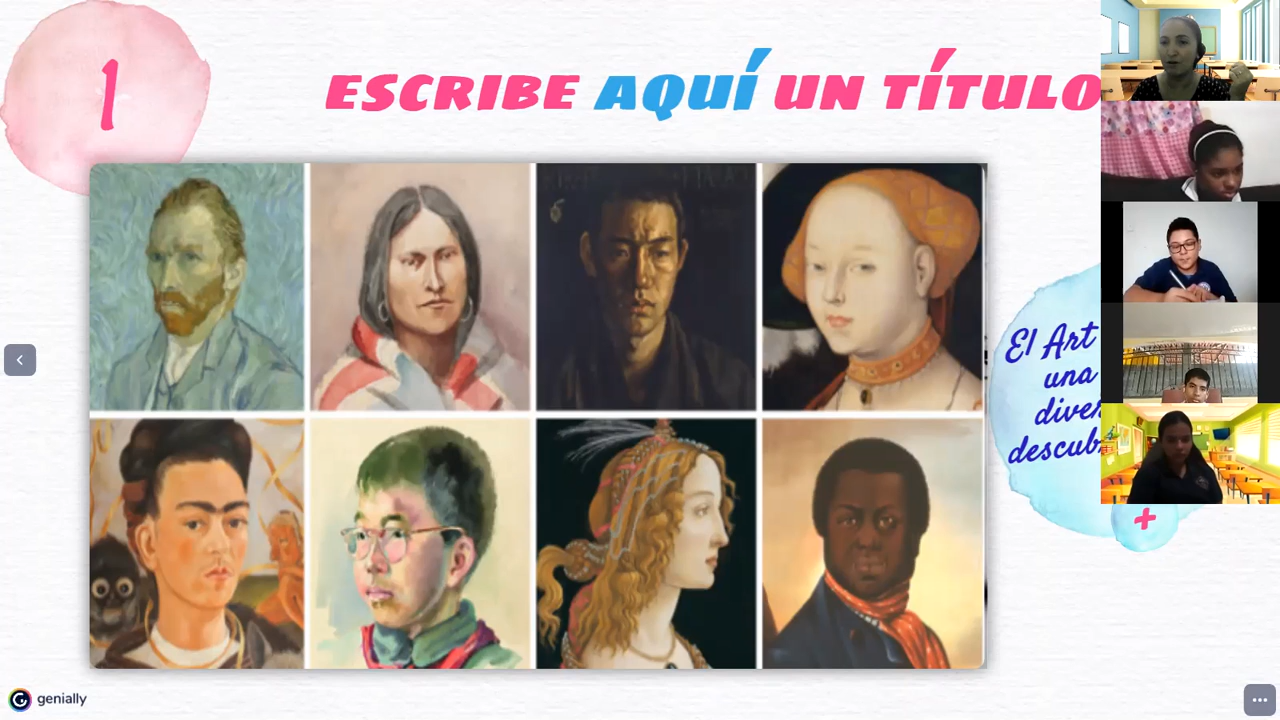 1
ESCRIBE AQUÍ UN TÍTULO
El Art
una
diver
descub
+
genially